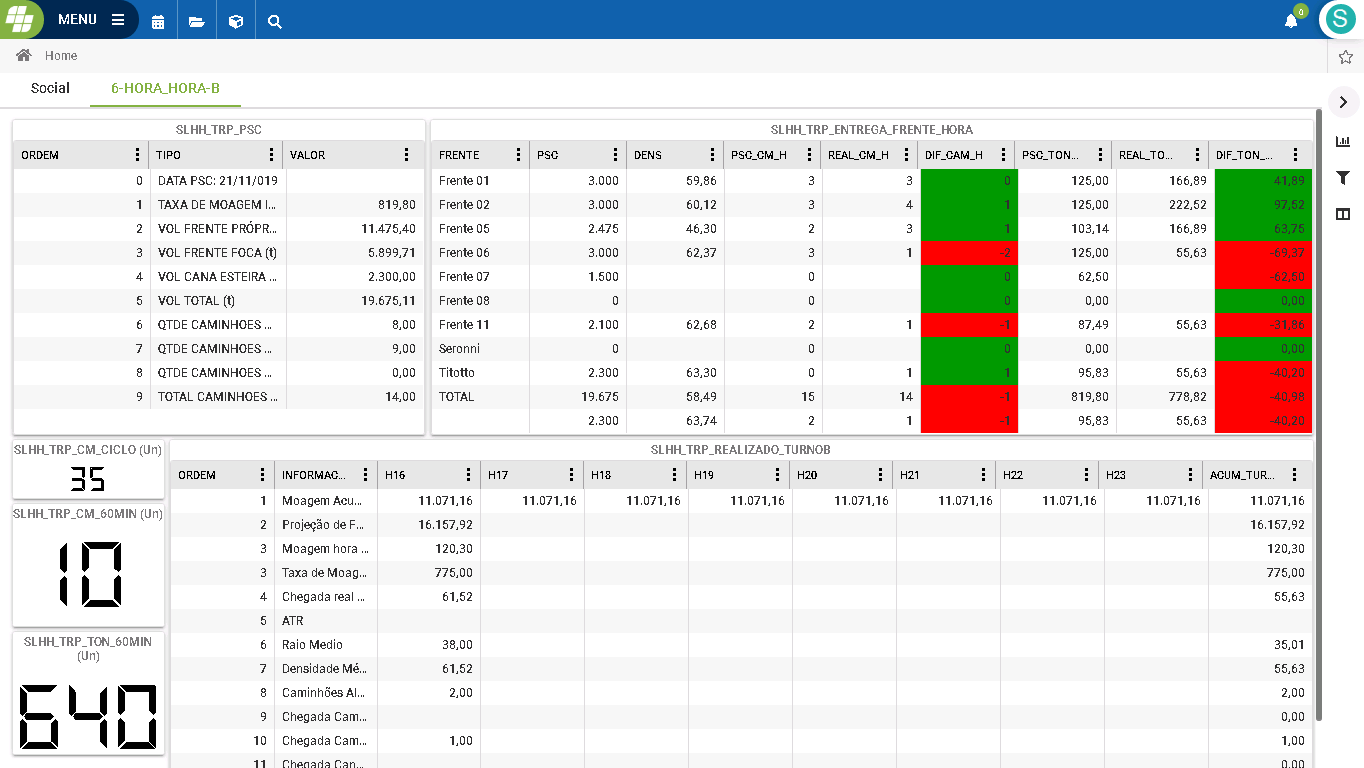 MENU
0
S
Home
Social 6-HORA_HORA-B
SLHH_TRP_PSC
ORDEM TIPO VALOR
0 DATA PSC: 21/11/019
1 TAXA DE MOAGEM I... 819,80
2 VOL FRENTE PRÓPR... 11.475,40
3 VOL FRENTE FOCA (t) 5.899,71
4 VOL CANA ESTEIRA ... 2.300,00
5 VOL TOTAL (t) 19.675,11
6 QTDE CAMINHOES ... 8,00
7 QTDE CAMINHOES ... 9,00
8 QTDE CAMINHOES ... 0,00
9 TOTAL CAMINHOES ... 14,00
SLHH_TRP_ENTREGA_FRENTE_HORA
FRENTE PSC DENS PSC_CM_H REAL_CM_H DIF_CAM_H PSC_TON... REAL_TO... DIF_TON_...
Frente 01 3.000 59,86 3 3 0 125,00 166,89 41,89
Frente 02 3.000 60,12 3 4 1 125,00 222,52 97,52
Frente 05 2.475 46,30 2 3 1 103,14 166,89 63,75
Frente 06 3.000 62,37 3 1 -2 125,00 55,63 -69,37
Frente 07 1.500 0 0 62,50 -62,50
Frente 08 0 0 0 0,00 0,00
Frente 11 2.100 62,68 2 1 -1 87,49 55,63 -31,86
Seronni 0 0 0 0,00 0,00
Titotto 2.300 63,30 0 1 1 95,83 55,63 -40,20
TOTAL 19.675 58,49 15 14 -1 819,80 778,82 -40,98
2.300 63,74 2 1 -1 95,83 55,63 -40,20
SLHH_TRP_CM_CICLO (Un)
35
SLHH_TRP_CM_60MIN (Un)
10
SLHH_TRP_TON_60MIN
(Un)
640
SLHH_TRP_REALIZADO_TURNOB
ORDEM INFORMAC... H16 H17 H18 H19 H20 H21 H22 H23 ACUM_TUR...
1 Moagem Acu... 11.071,16 11.071,16 11.071,16 11.071,16 11.071,16 11.071,16 11.071,16 11.071,16 11.071,16
2 Projeção de F... 16.157,92 16.157,92
3 Moagem hora ... 120,30 120,30
3 Taxa de Moag... 775,00 775,00
4 Chegada real ... 61,52 55,63
5 ATR
6 Raio Medio 38,00 35,01
7 Densidade Mé... 61,52 55,63
8 Caminhões Al... 2,00 2,00
9 Chegada Cam... 0,00
10 Chegada Cam... 1,00 1,00
11 Chegada Can... 0,00